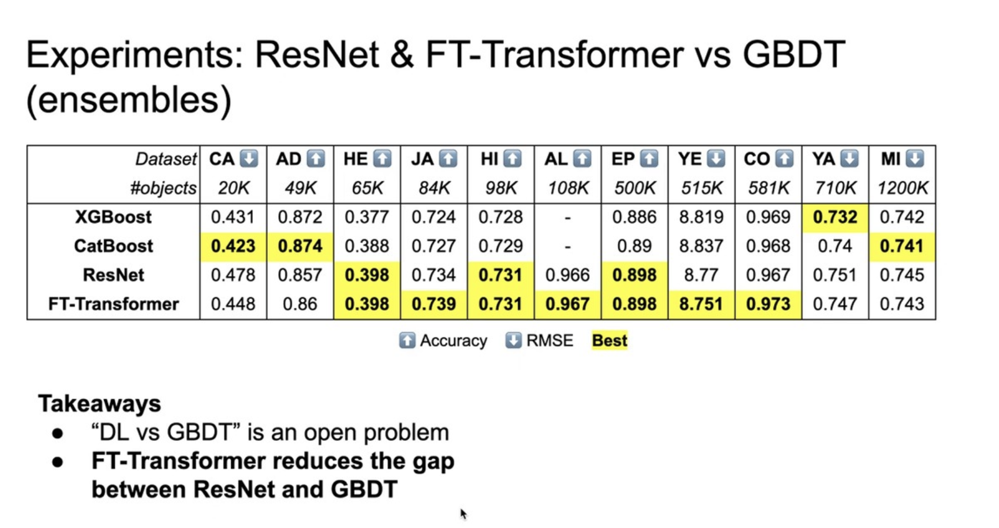 Experiments: ResNet & FT-Transformer vs GBDT
(ensembles)
Dataset CA ⬇ AD ⬆ HE ⬆ JA ⬆ HI ⬆ AL ⬆ EP ⬆ YE ⬇ CO ⬆ YA ⬇ MI ⬇
#objects 20K 49K 65K 84K 98K 108K 500K 515K 581K 710K 1200K
XGBoost 0.431 0.872 0.377 0.724 0.728 - 0.886 8.819 0.969 0.732 0.742
CatBoost 0.423 0.874 0.388 0.727 0.729 - 0.89 8.837 0.968 0.74 0.741
ResNet 0.478 0.857 0.398 0.734 0.731 0.966 0.898 8.77 0.967 0.751 0.745
FT-Transformer 0.448 0.86 0.398 0.739 0.731 0.967 0.898 8.751 0.973 0.747 0.743
⬆ Accuracy ⬇ RMSE Best
Takeaways
● “DL vs GBDT” is an open problem
● FT-Transformer reduces the gap
between ResNet and GBDT